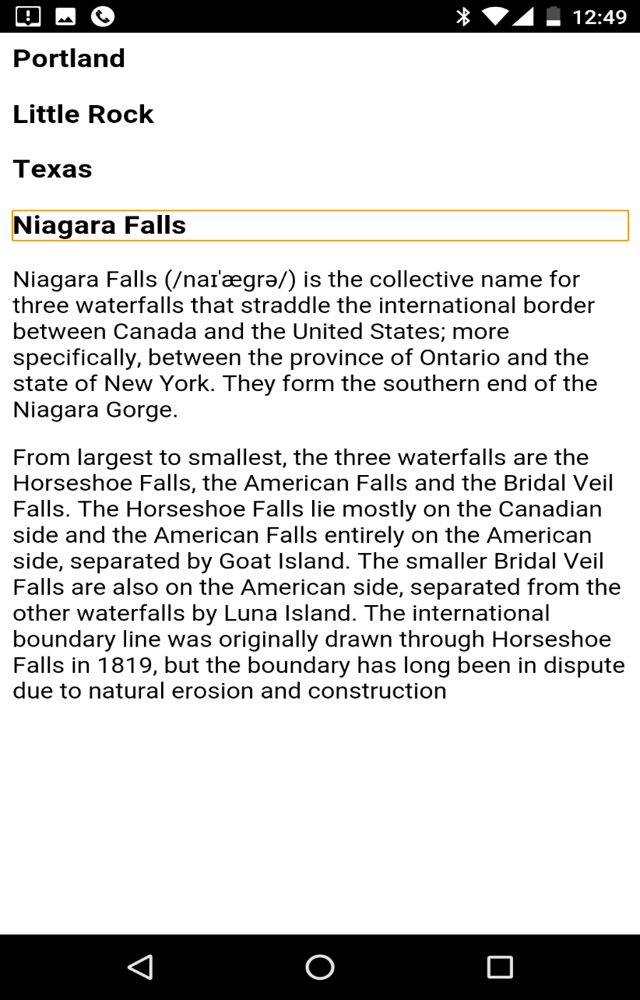 12:49
Portland
Little Rock
Texas
Niagara Falls
Niagara Falls (/naɪˈæɡrə/) is the collective name for
three waterfalls that straddle the international border
between Canada and the United States; more
specifically, between the province of Ontario and the
state of New York. They form the southern end of the
Niagara Gorge.
From largest to smallest, the three waterfalls are the
Horseshoe Falls, the American Falls and the Bridal Veil
Falls. The Horseshoe Falls lie mostly on the Canadian
side and the American Falls entirely on the American
side, separated by Goat Island. The smaller Bridal Veil
Falls are also on the American side, separated from the
other waterfalls by Luna Island. The international
boundary line was originally drawn through Horseshoe
Falls in 1819, but the boundary has long been in dispute
due to natural erosion and construction